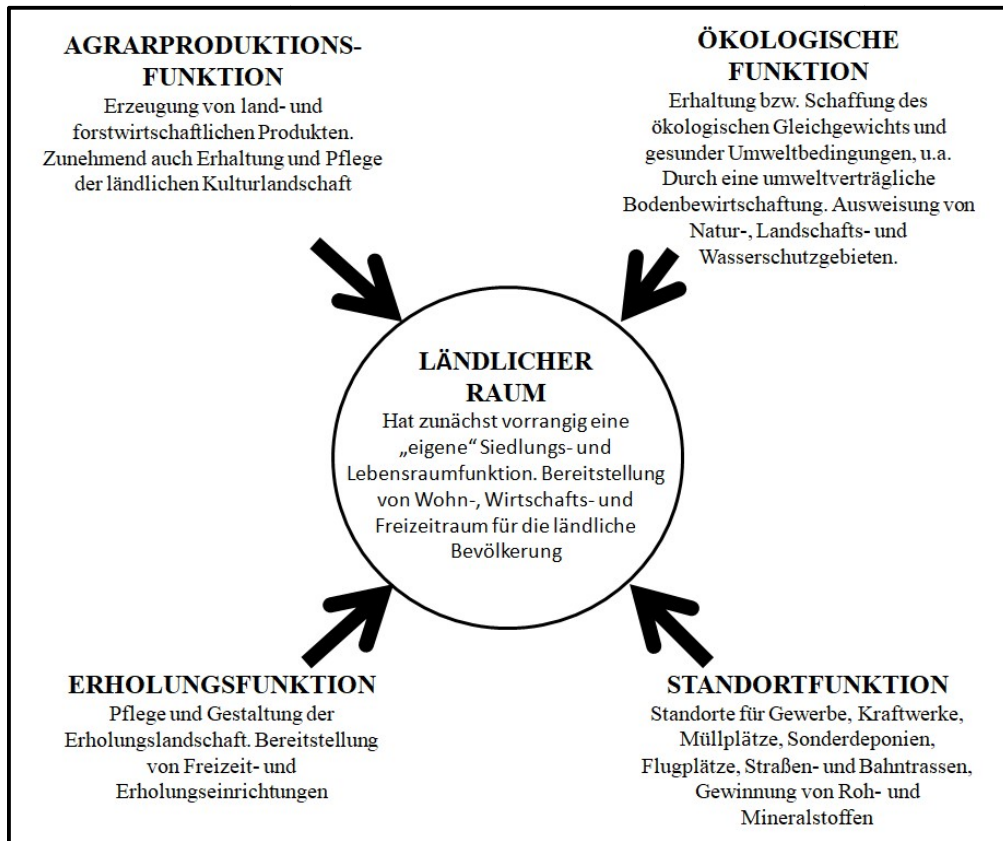 AGRARPRODUKTIONS-
FUNKTION
Erzeugung von land- und
forstwirtschaftlichen Produkten.
Zunehmend auch Erhaltung und Pflege
der ländlichen Kulturlandschaft
ÖKOLOGISCHE
FUNKTION
Erhaltung bzw. Schaffung des
ökologischen Gleichgewichts und
gesunder Umweltbedingungen, u.a.
Durch eine umweltverträgliche
Bodenbewirtschaftung. Ausweisung von
Natur-, Landschafts- und
Wasserschutzgebieten.
LÄNDLICHER
RAUM
Hat zunächst vorrangig eine
„eigene“ Siedlungs- und
Lebensraumfunktion. Bereitstellung
von Wohn-, Wirtschafts- und
Freizeitraum für die ländliche
Bevölkerung
ERHOLUNGSFUNKTION
Pflege und Gestaltung der
Erholungslandschaft. Bereitstellung
von Freizeit- und
Erholungseinrichtungen
STANDORTFUNKTION
Standorte für Gewerbe, Kraftwerke,
Müllplätze, Sonderdeponien,
Flugplätze, Straßen- und Bahntrassen,
Gewinnung von Roh- und
Mineralstoffen